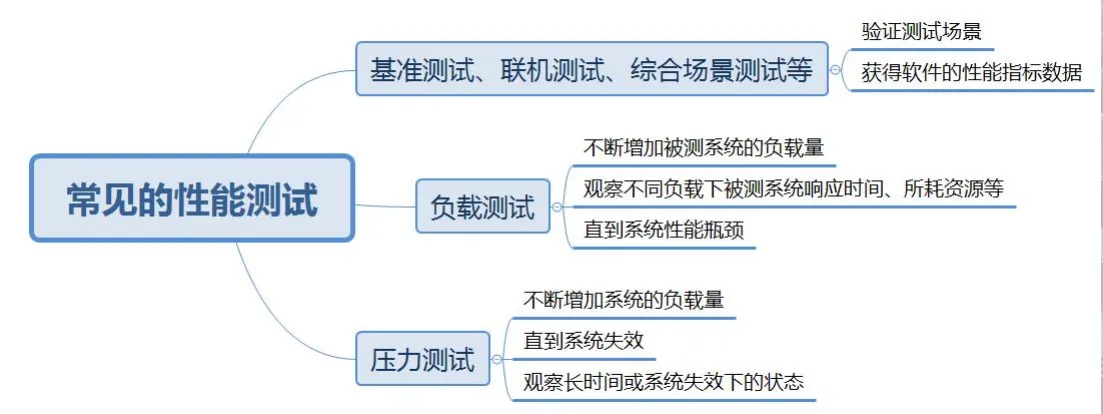 常见的性能测试
基准测试、联机测试、综合场景测试等
验证测试场景
获得软件的性能指标数据
负载测试
不断增加被测系统的负载量
观察不同负载下被测系统响应时间、所耗资源等
直到系统性能瓶颈
压力测试
不断增加系统的负载量
直到系统失效
观察长时间或系统失效下的状态